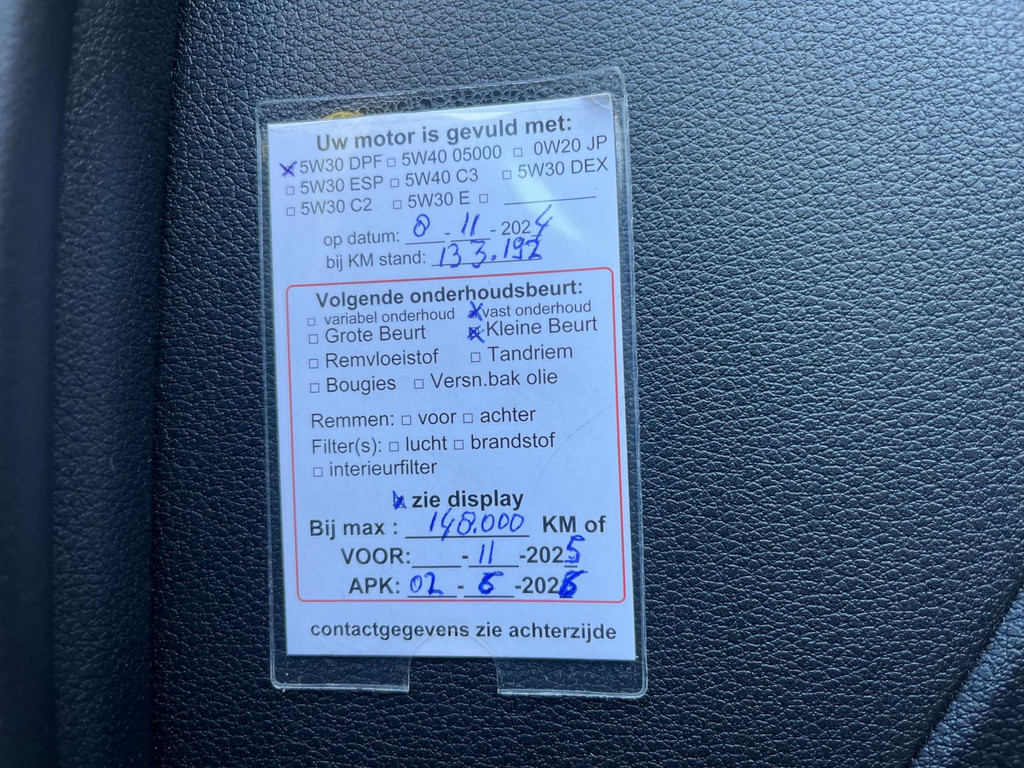 Uw motor is gevuld met:
☒ 5W30 DPF ☐ 5W40 05000 ☐ 0W20 JP
☐ 5W30 ESP ☐ 5W40 C3 ☐ 5W30 DEX
☐ 5W30 C2 ☐ 5W30 E ☐ ________
op datum: 8 - 11 - 2024
bij KM stand: 133.192
Volgende onderhoudsbeurt:
☐ variabel onderhoud ☒ vast onderhoud
☐ Grote Beurt ☒ Kleine Beurt
☐ Remvloeistof ☐ Tandriem
☐ Bougies ☐ Versn.bak olie
Remmen: ☐ voor ☐ achter
Filter(s): ☐ lucht ☐ brandstof
☐ interieurfilter
☒ zie display
Bij max : 148.000 KM of
VOOR: ____ - 11 - 2025
APK: 02 - - 202
contactgegevens zie achterzijde